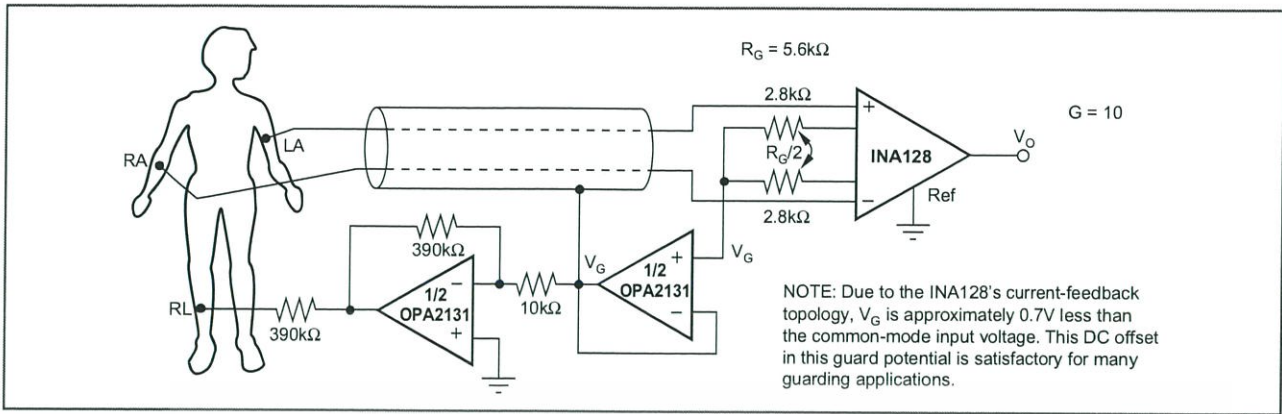 R_G = 5.6kΩ
2.8kΩ
G = 10
LA
RA
+
V_O
R_G/2
INA128
Ref
−
2.8kΩ
390kΩ
V_G
+
V_G
1/2
OPA2131
−
10kΩ
1/2
OPA2131
−
+
RL
390kΩ
NOTE: Due to the INA128's current-feedback
topology, V_G is approximately 0.7V less than
the common-mode input voltage. This DC offset
in this guard potential is satisfactory for many
guarding applications.